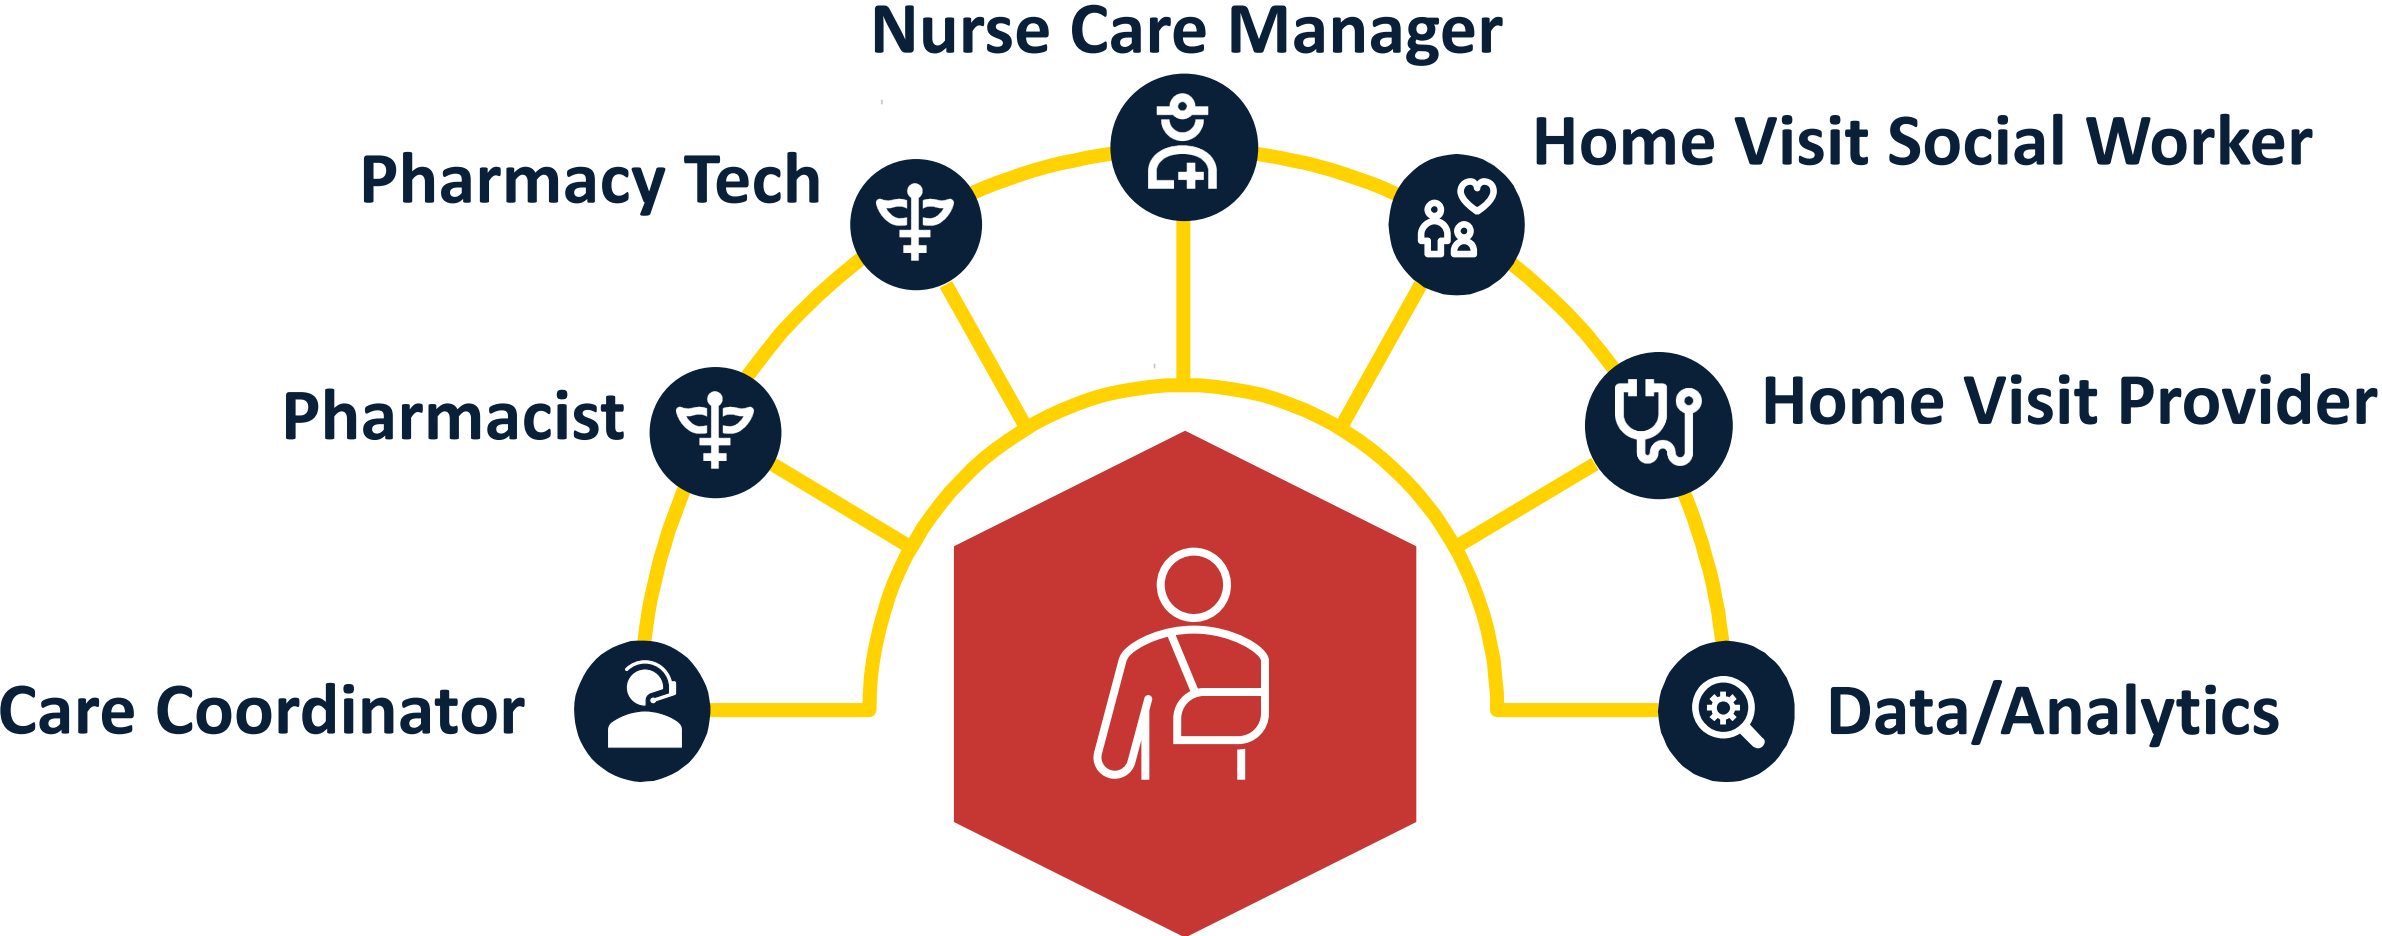 Nurse Care Manager
Home Visit Social Worker
Pharmacy Tech
Home Visit Provider
Pharmacist
Care Coordinator
Data/Analytics